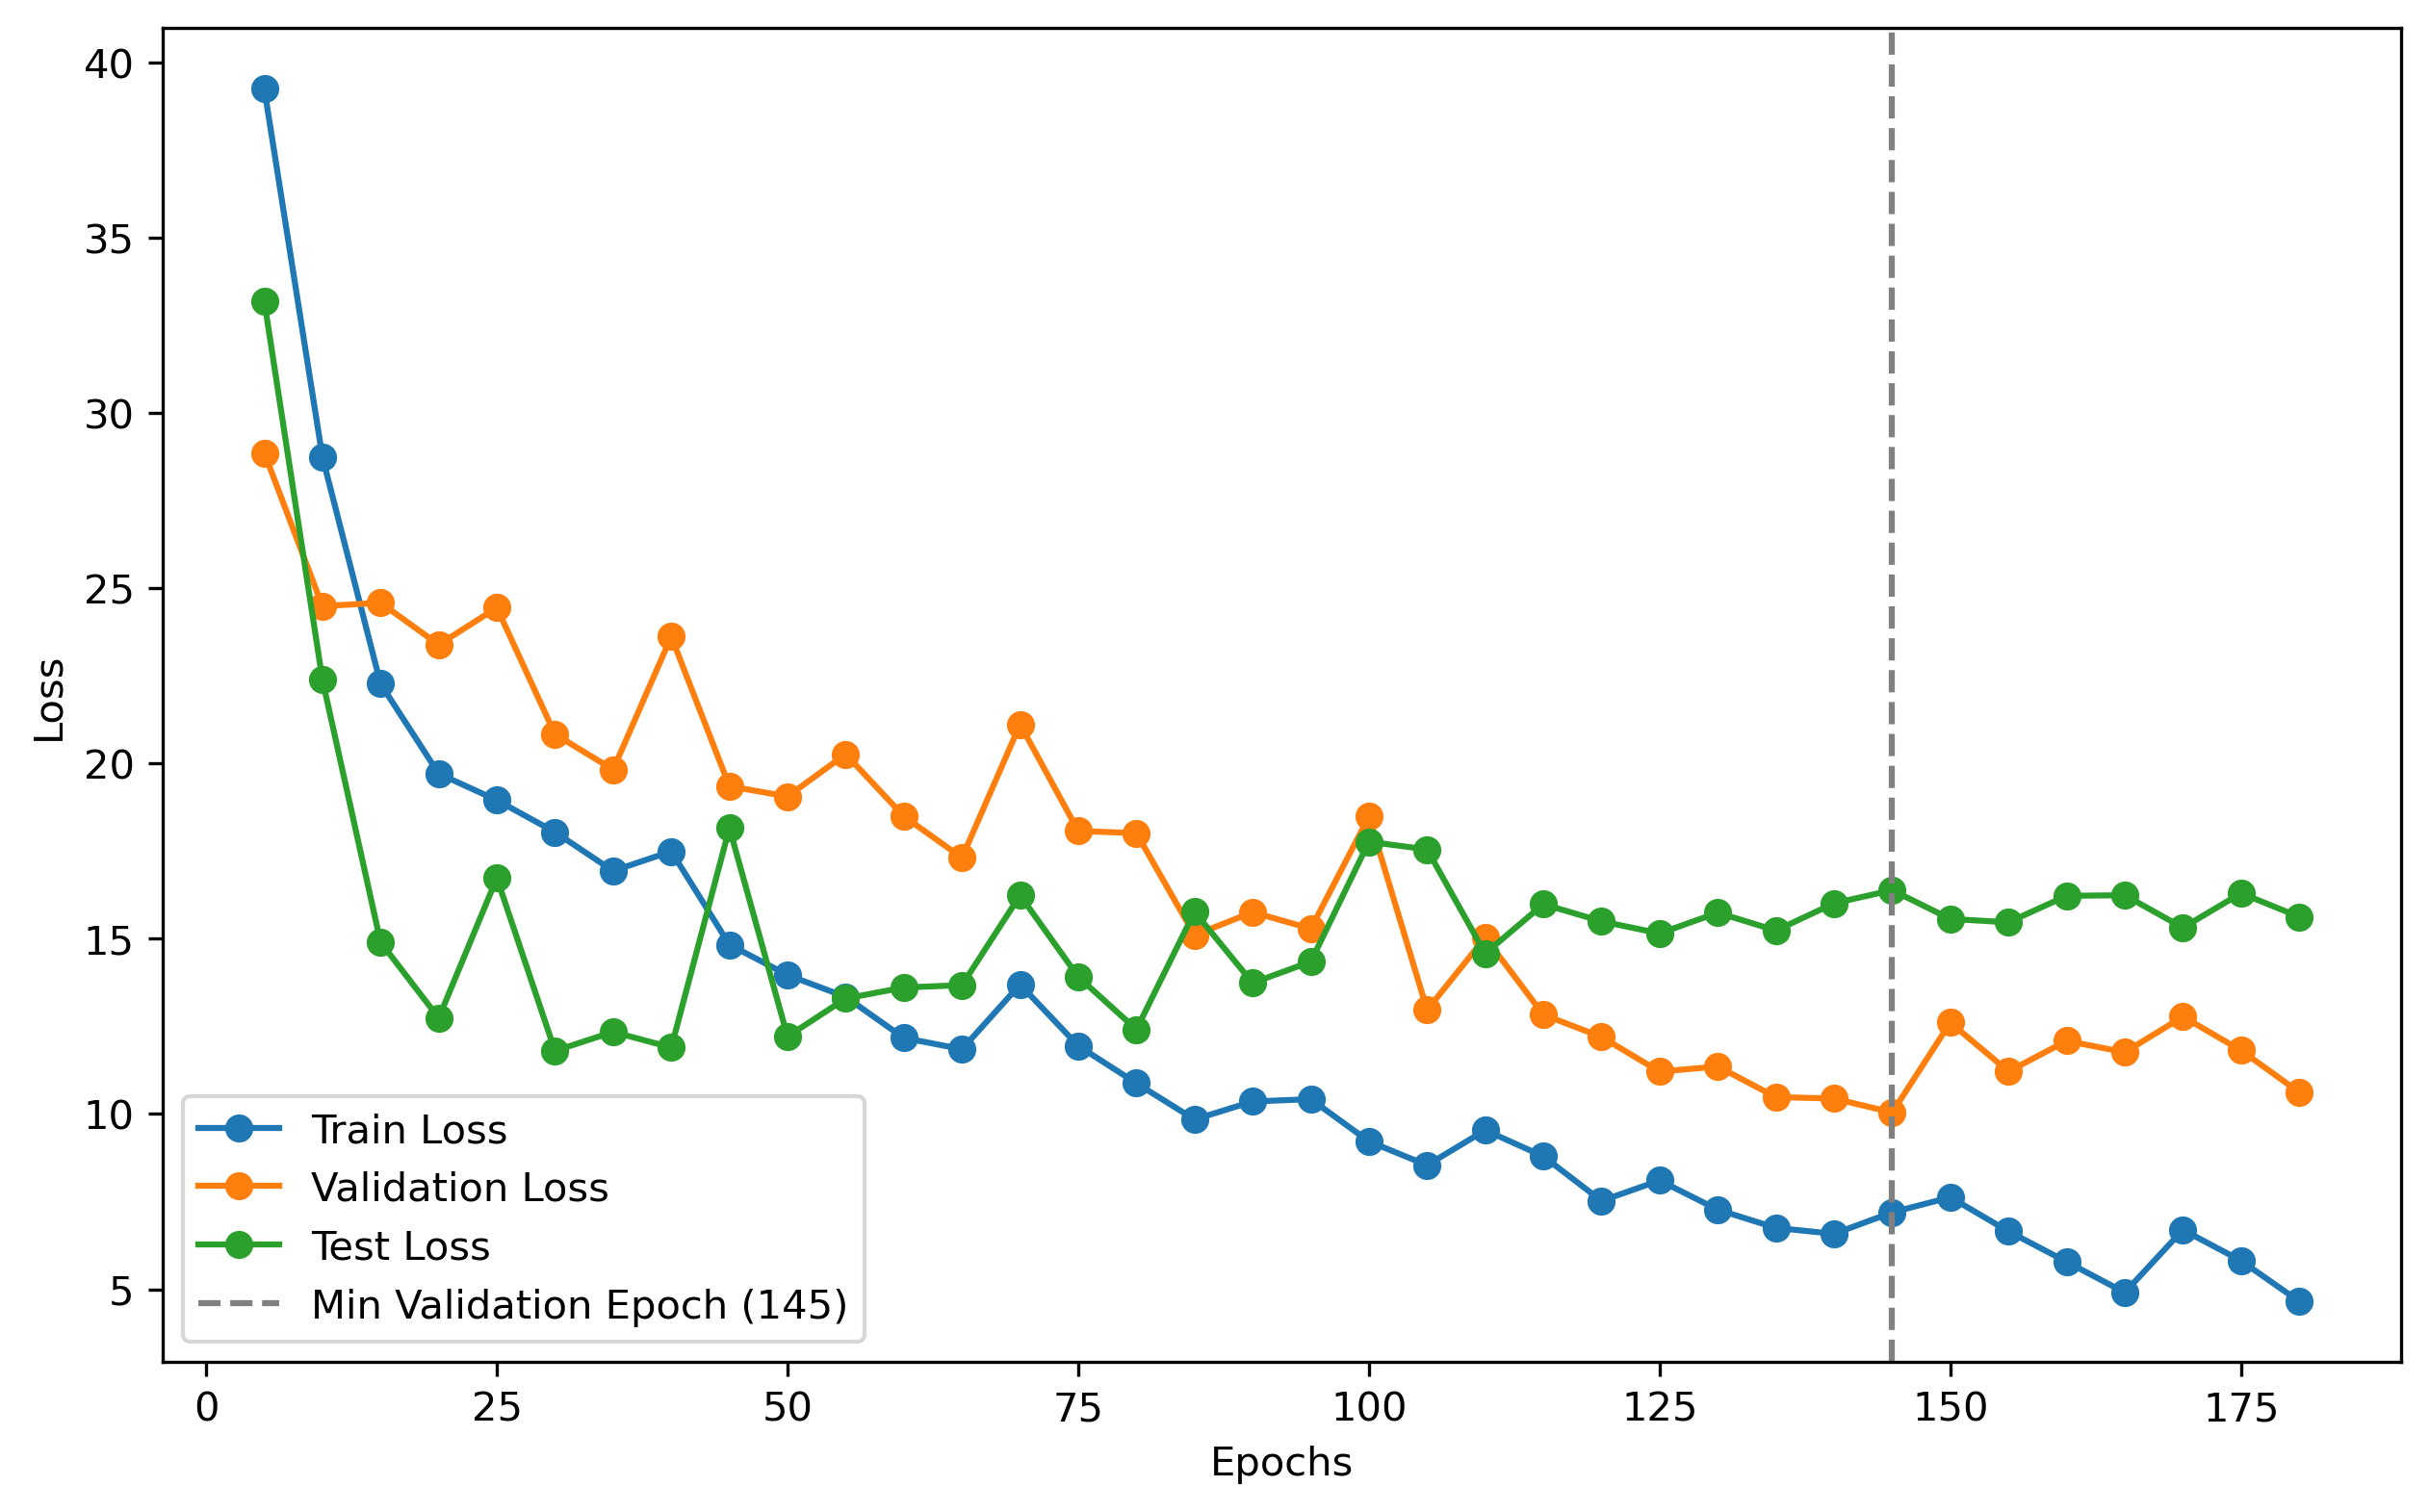 40
35
30
25
20
15
10
5
Loss
Train Loss
Validation Loss
Test Loss
Min Validation Epoch (145)
0 25 50 75 100 125 150 175
Epochs